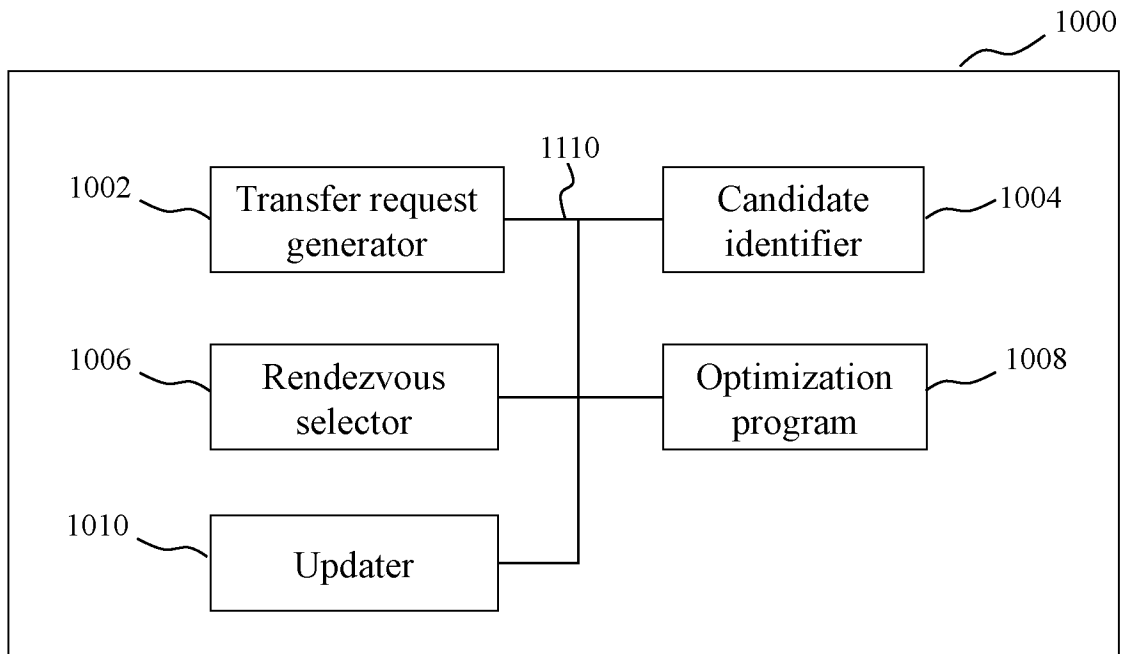 1000
1110
1002
Transfer request
generator
Candidate
identifier
1004
1006
Rendezvous
selector
Optimization
program
1008
1010
Updater